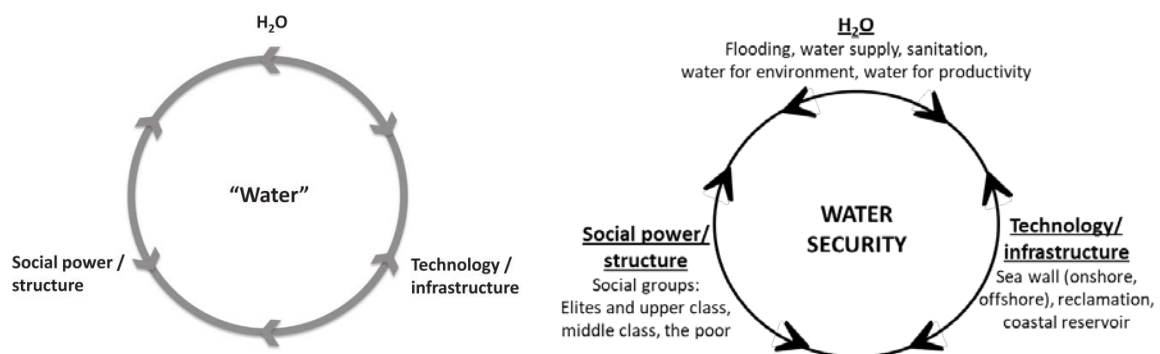 H₂O
“Water”
Social power /
structure
Technology /
infrastructure
H₂O
Flooding, water supply, sanitation,
water for environment, water for productivity
WATER
SECURITY
Social power/
structure
Social groups:
Elites and upper class,
middle class, the poor
Technology/
infrastructure
Sea wall (onshore,
offshore), reclamation,
coastal reservoir